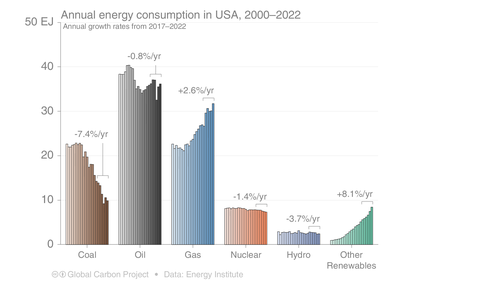 Annual energy consumption in USA, 2000–2022
50 EJ
Annual growth rates from 2017–2022
-0.8%/yr
40
+2.6%/yr
30
-7.4%/yr
20
+8.1%/yr
-1.4%/yr
10
-3.7%/yr
0
Coal Oil Gas Nuclear Hydro Other
Renewables
Global Carbon Project • Data: Energy Institute